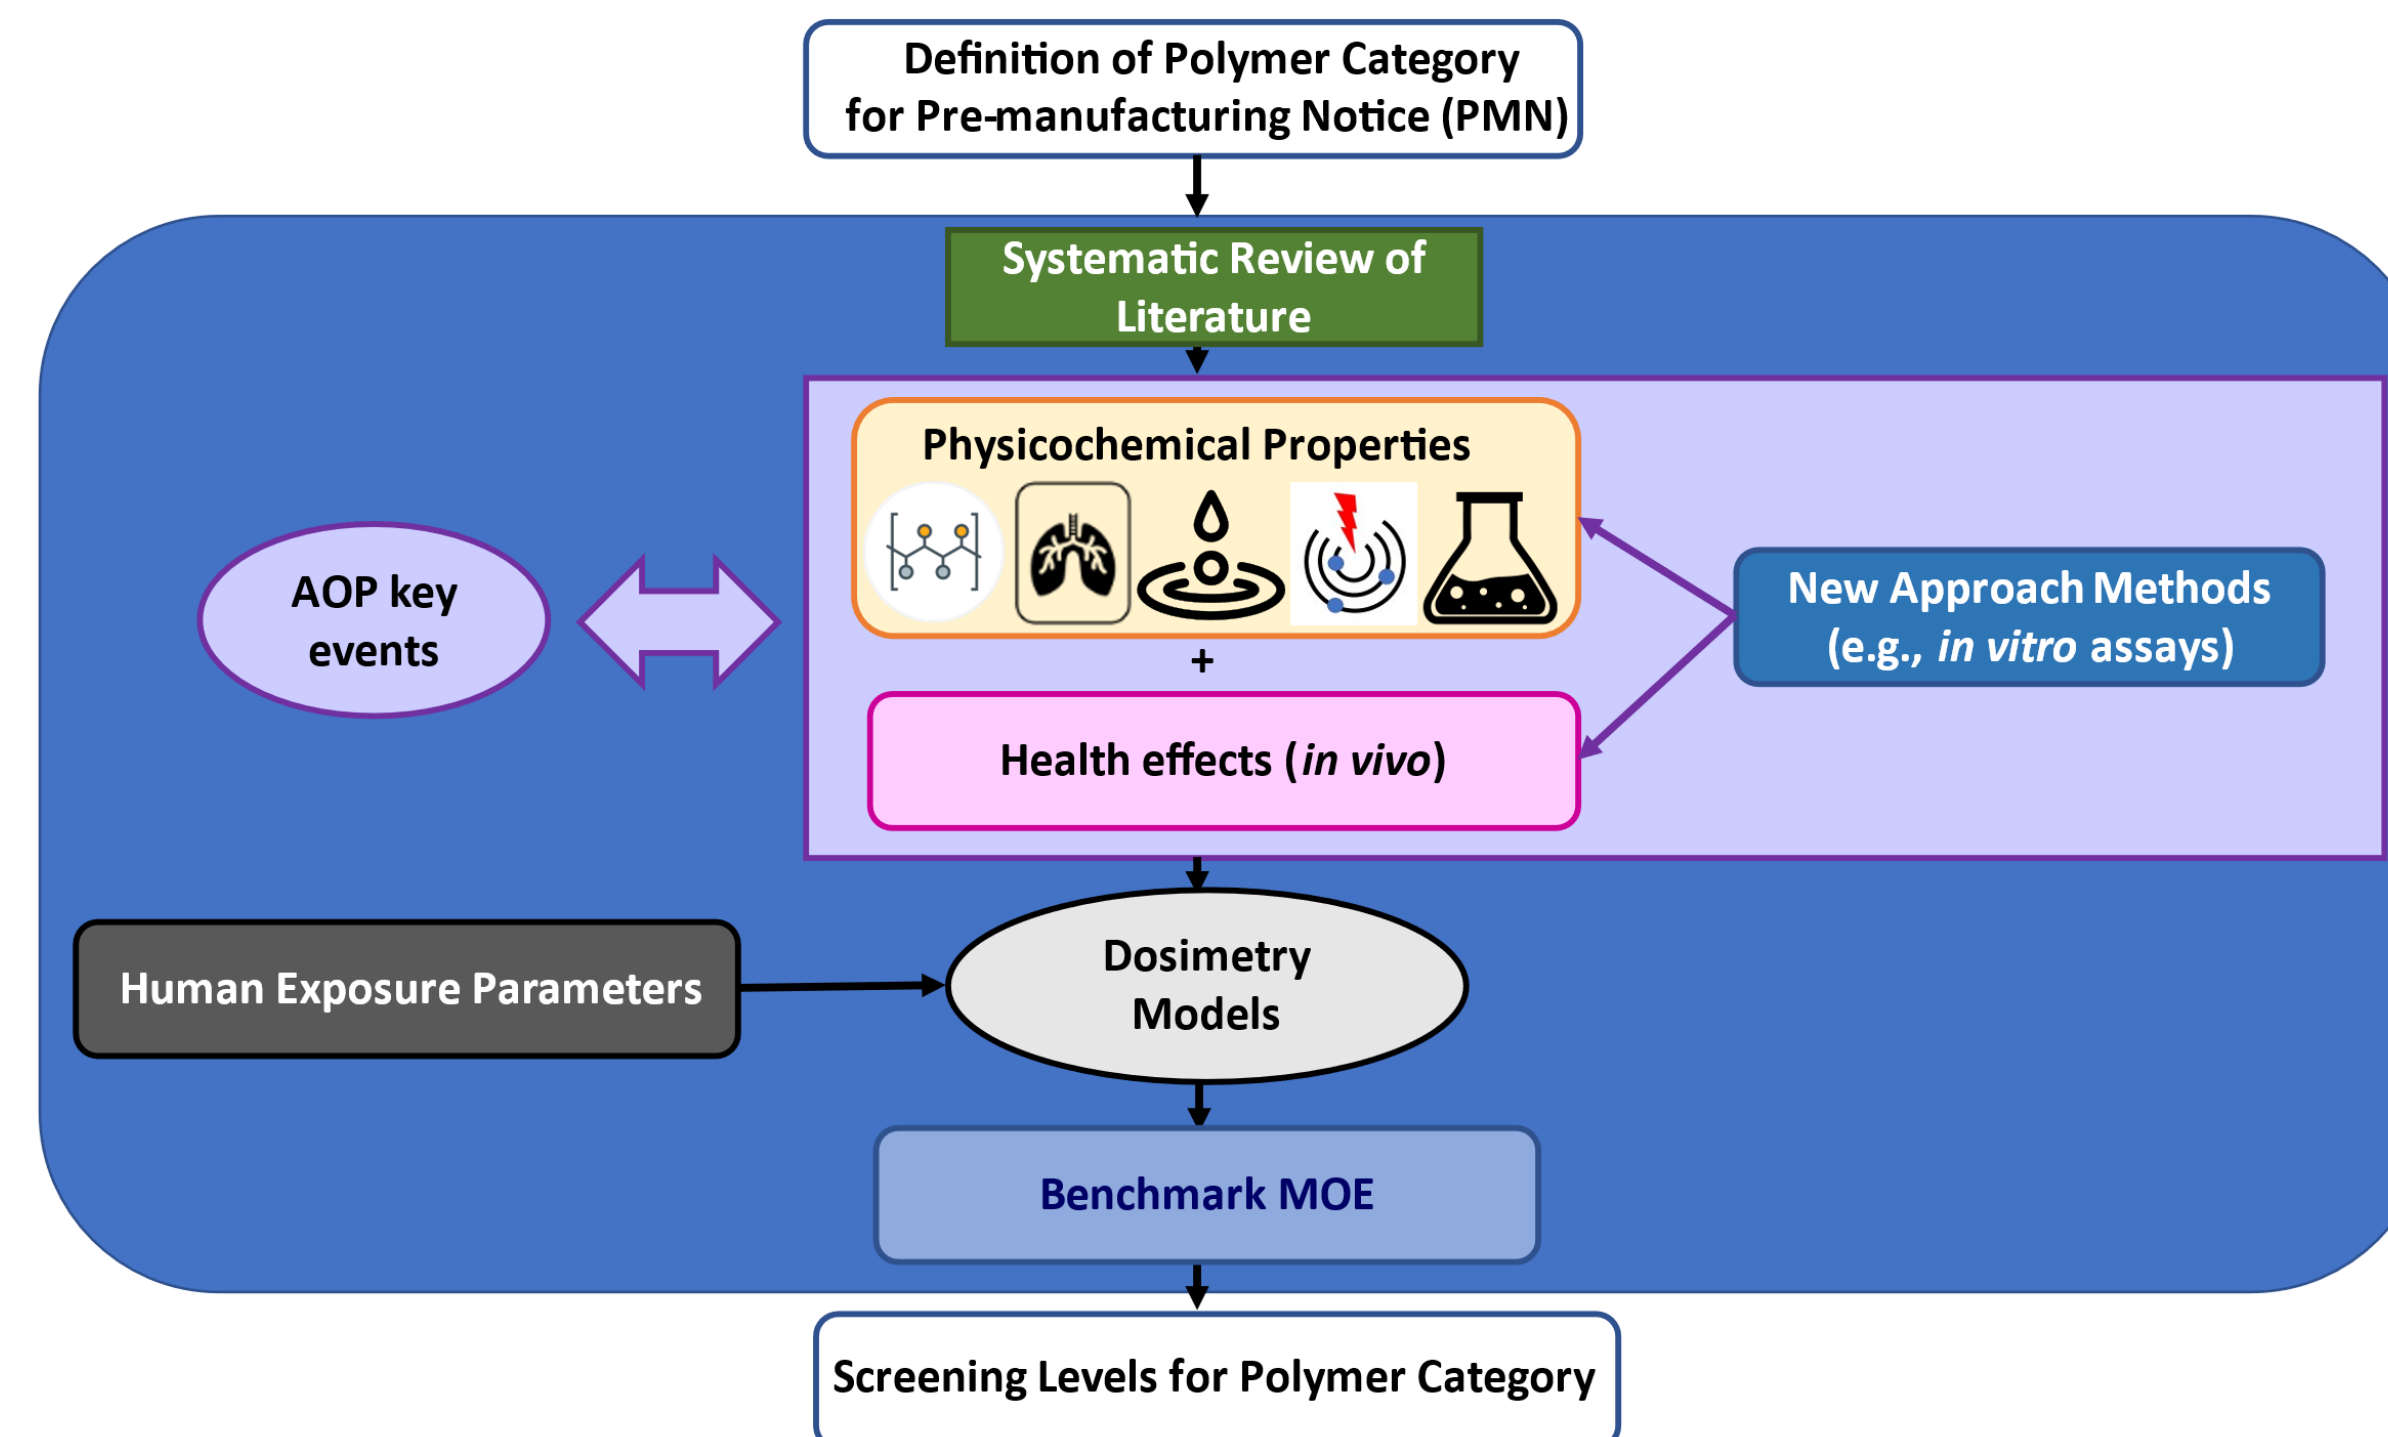 Definition of Polymer Category
for Pre-manufacturing Notice (PMN)
Systematic Review of
Literature
Physicochemical Properties
AOP key
events
New Approach Methods
(e.g., in vitro assays)
+
Health effects (in vivo)
Human Exposure Parameters
Dosimetry
Models
Benchmark MOE
Screening Levels for Polymer Category